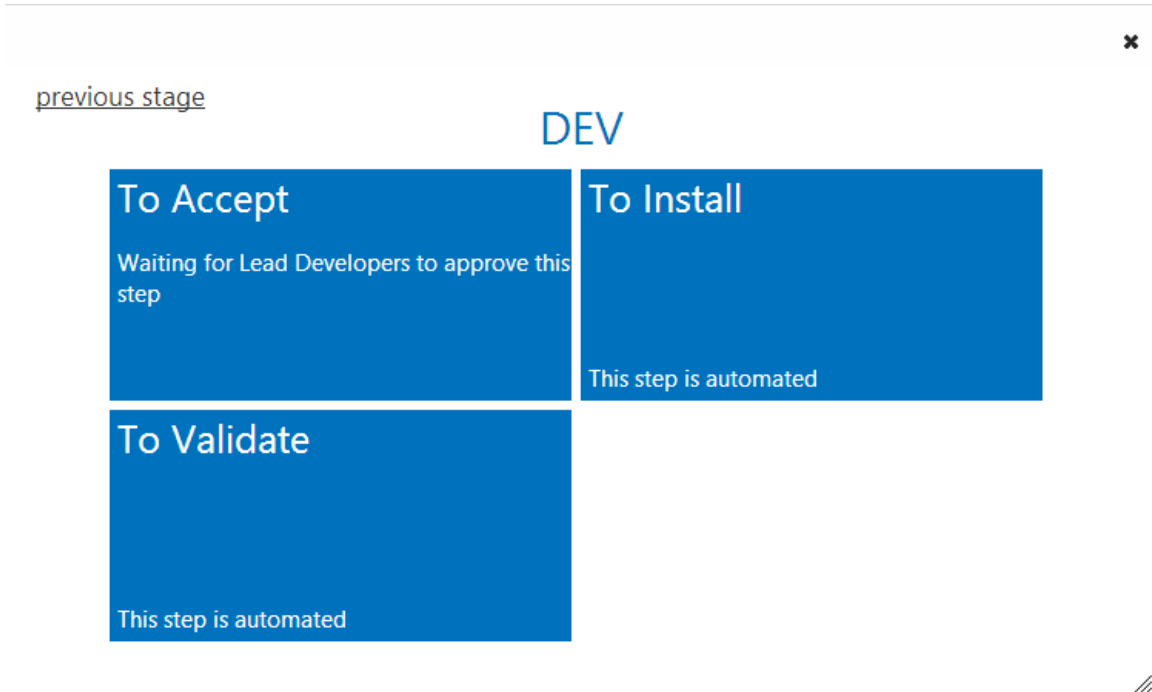 previous stage
DEV
To Accept
Waiting for Lead Developers to approve this
step
To Install
This step is automated
To Validate
This step is automated